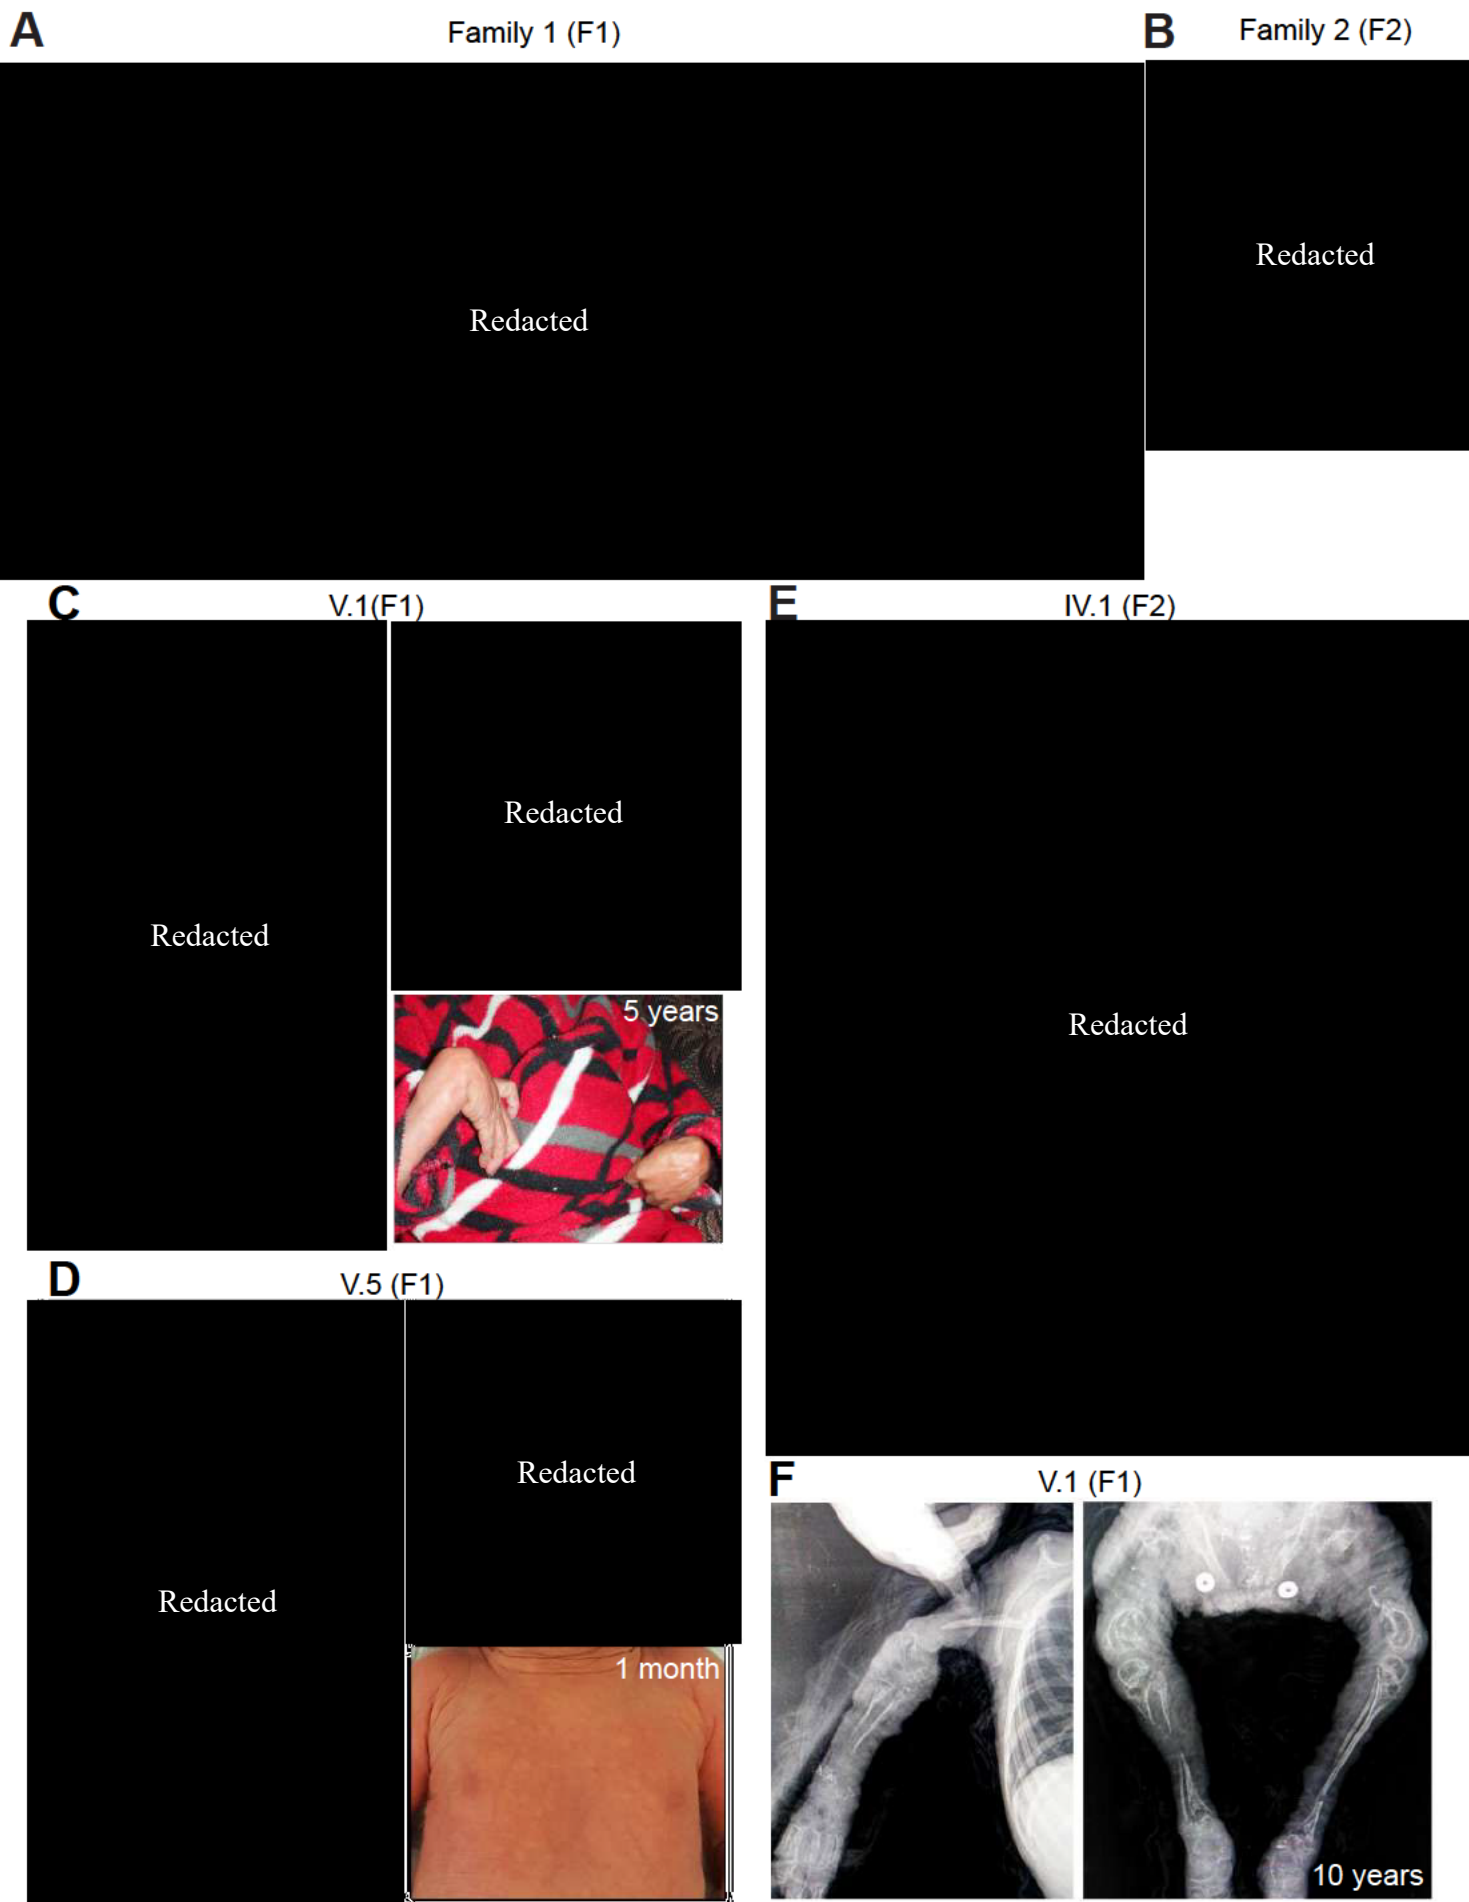 A
Family 1 (F1)
B
Family 2 (F2)
Redacted
Redacted
C
V.1(F1)
E
IV.1 (F2)
Redacted
Redacted
5 years
Redacted
D
V.5 (F1)
Redacted
Redacted
1 month
F
V.1 (F1)
10 years